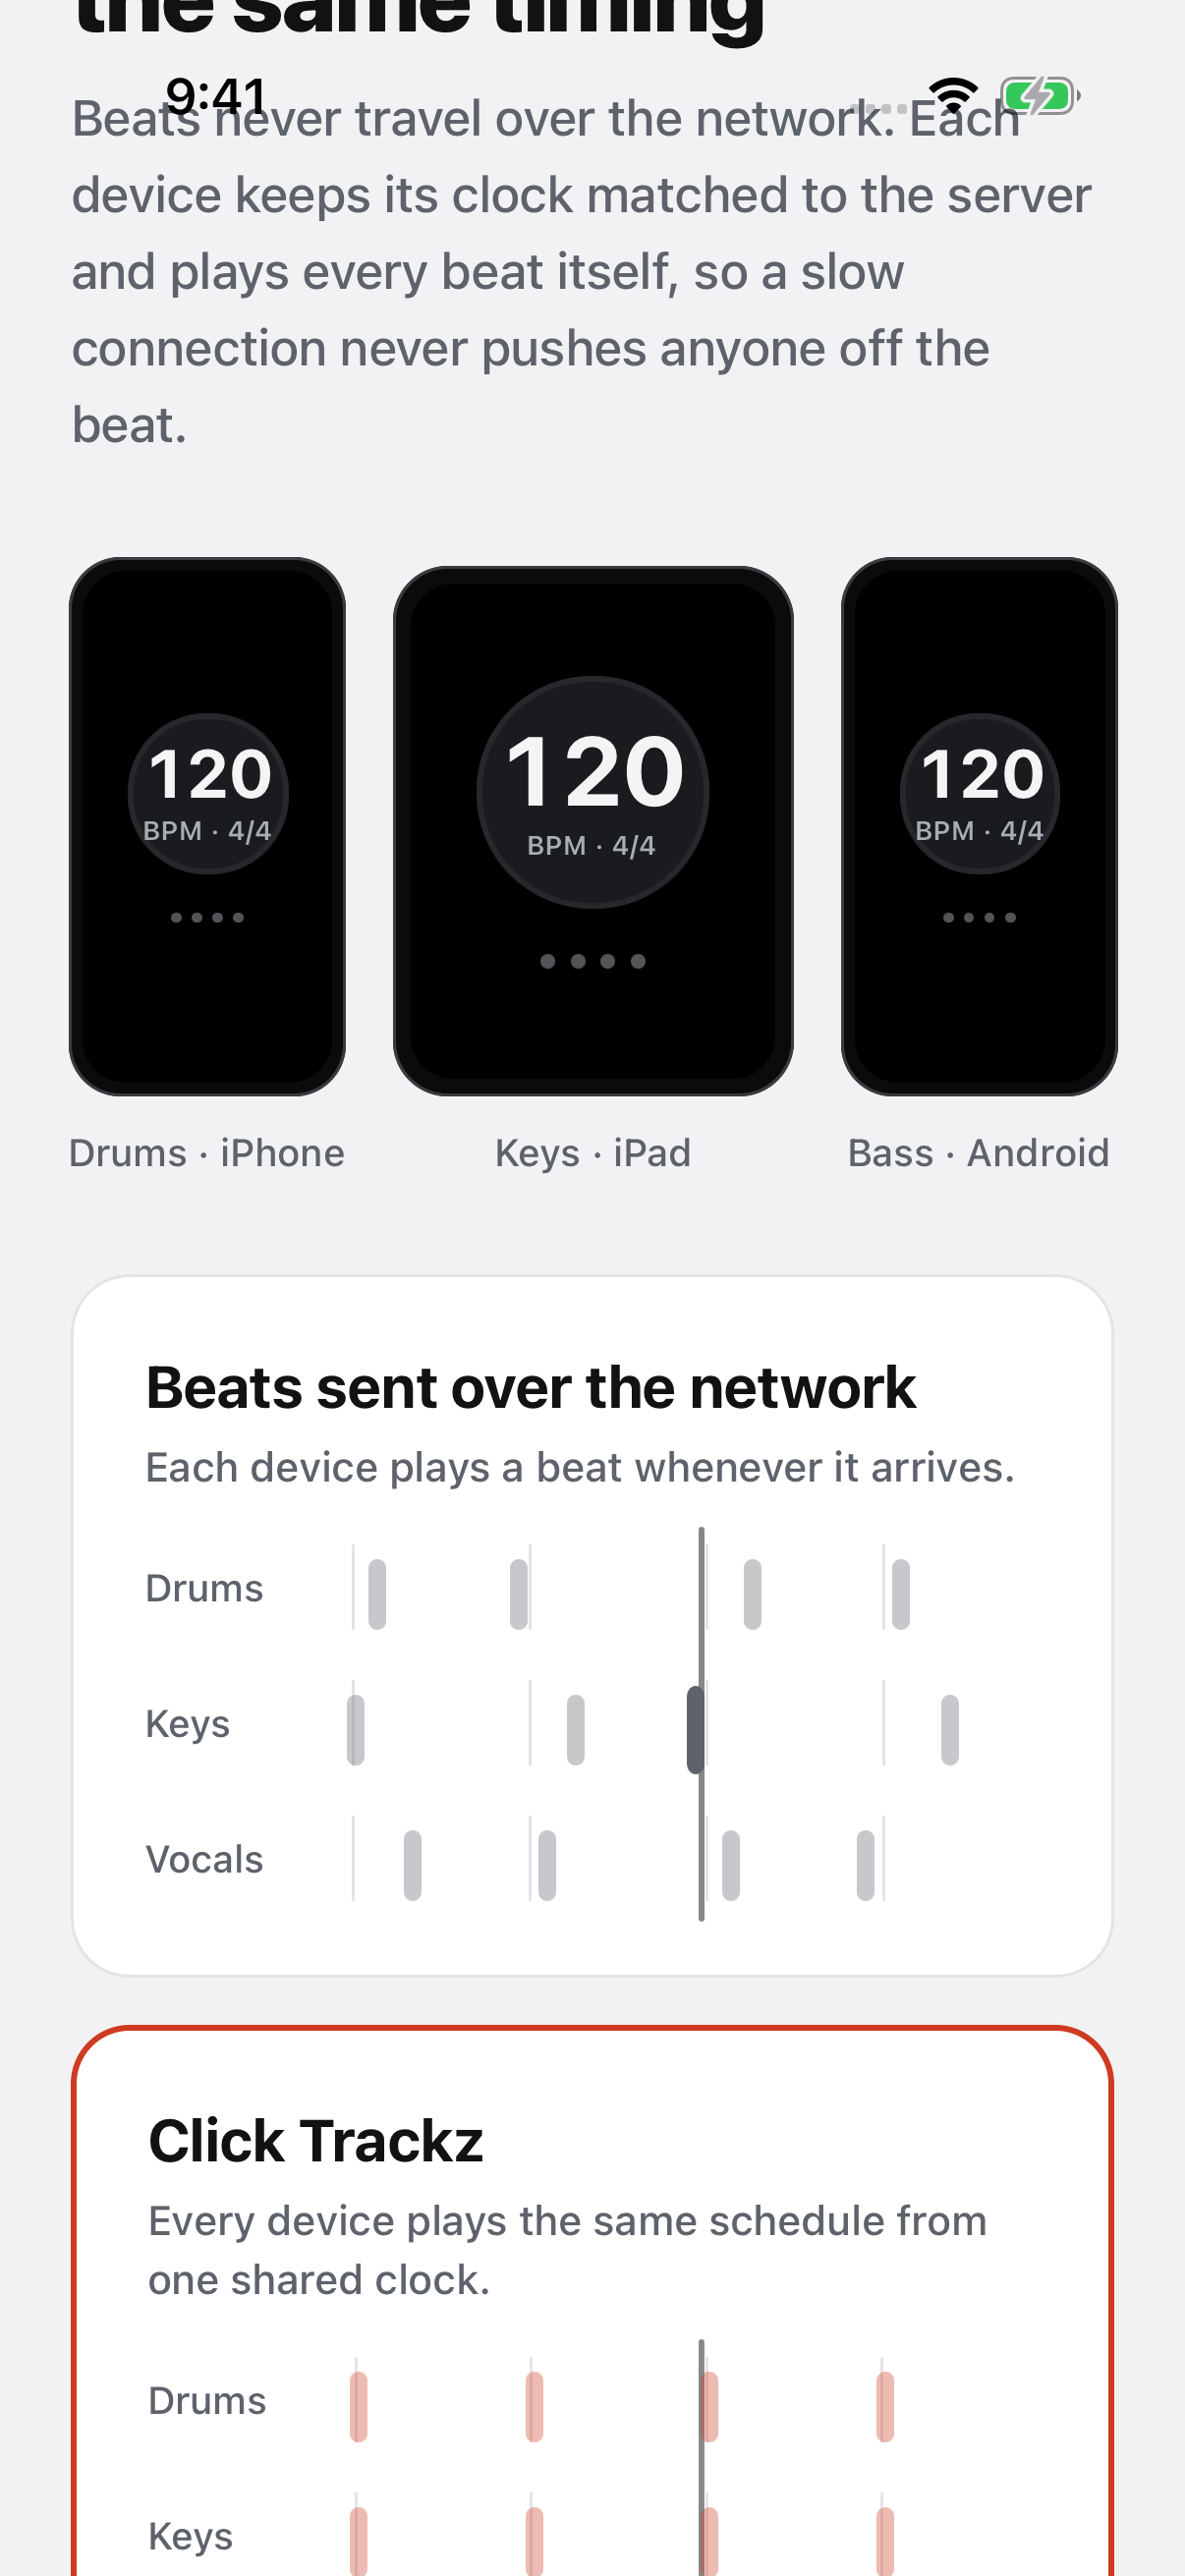 the same timing
9:41
Beats never travel over the network. Each
device keeps its clock matched to the server
and plays every beat itself, so a slow
connection never pushes anyone off the
beat.
120
BPM · 4/4
120
BPM · 4/4
120
BPM · 4/4
Drums · iPhone
Keys · iPad
Bass · Android
Beats sent over the network
Each device plays a beat whenever it arrives.
Drums
Keys
Vocals
Click Trackz
Every device plays the same schedule from
one shared clock.
Drums
Keys